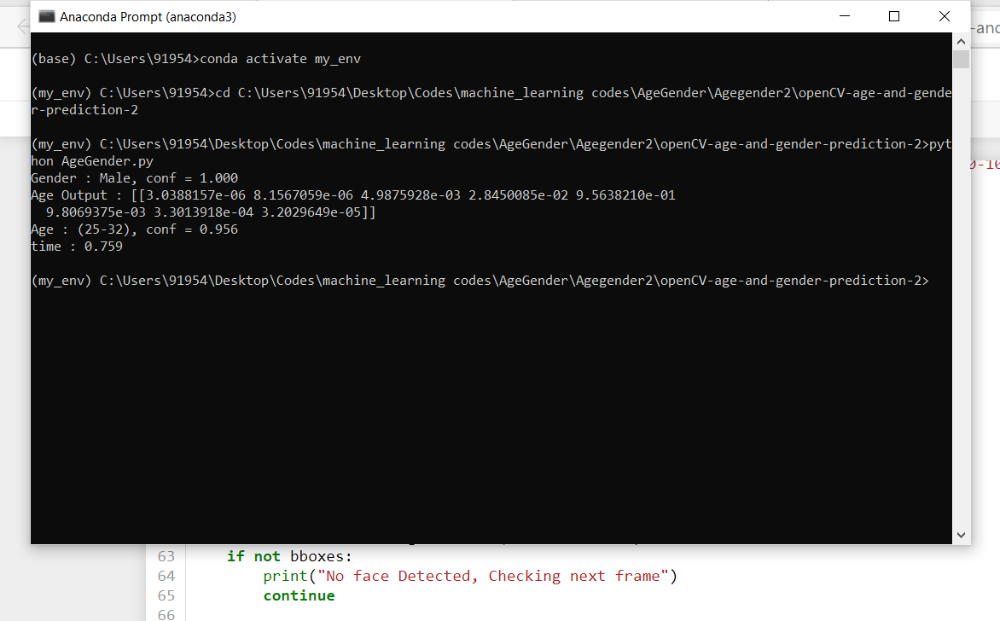 Anaconda Prompt (anaconda3)
(base) C:\Users\91954>conda activate my_env
(my_env) C:\Users\91954>cd C:\Users\91954\Desktop\Codes\machine_learning codes\AgeGender\Agegender2\openCV-age-and-gende
r-prediction-2
(my_env) C:\Users\91954\Desktop\Codes\machine_learning codes\AgeGender\Agegender2\openCV-age-and-gender-prediction-2>pyt
hon AgeGender.py
Gender : Male, conf = 1.000
Age Output : [[3.0388157e-06 8.1567059e-06 4.9875928e-03 2.8450085e-02 9.5638210e-01
9.8069375e-03 3.3013918e-04 3.2029649e-05]]
Age : (25-32), conf = 0.956
time : 0.759
(my_env) C:\Users\91954\Desktop\Codes\machine_learning codes\AgeGender\Agegender2\openCV-age-and-gender-prediction-2>
63 if not bboxes:
64 print("No face Detected, Checking next frame")
65 continue
66